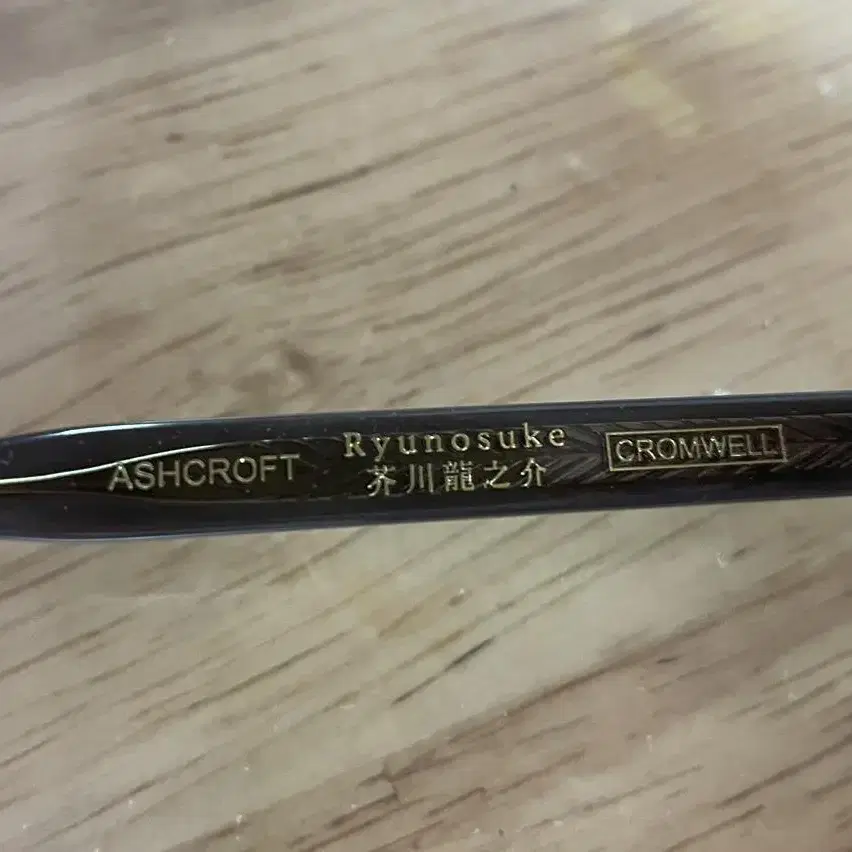 ASHCROFT
Ryunosuke
芥川龍之介
CROMWELL